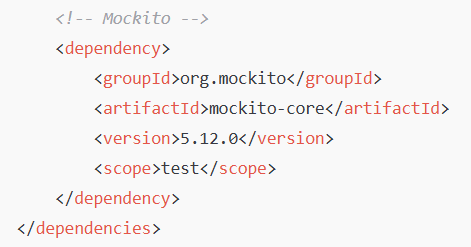 <!-- Mockito -->
<dependency>
<groupId>org.mockito</groupId>
<artifactId>mockito-core</artifactId>
<version>5.12.0</version>
<scope>test</scope>
</dependency>
</dependencies>